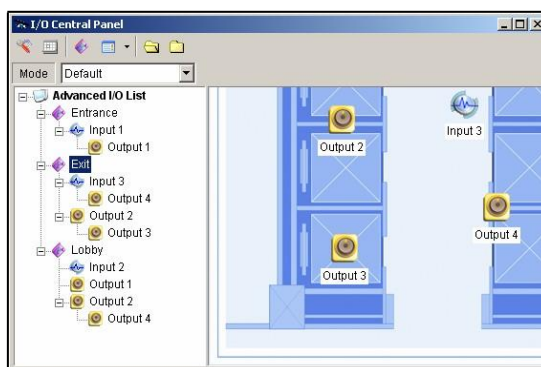 I/O Central Panel
Mode Default
Advanced I/O List
Entrance
Input 1
Output 1
Exit
Input 3
Output 4
Output 2
Output 3
Lobby
Input 2
Output 1
Output 2
Output 4
Output 2
Input 3
Output 4
Output 3